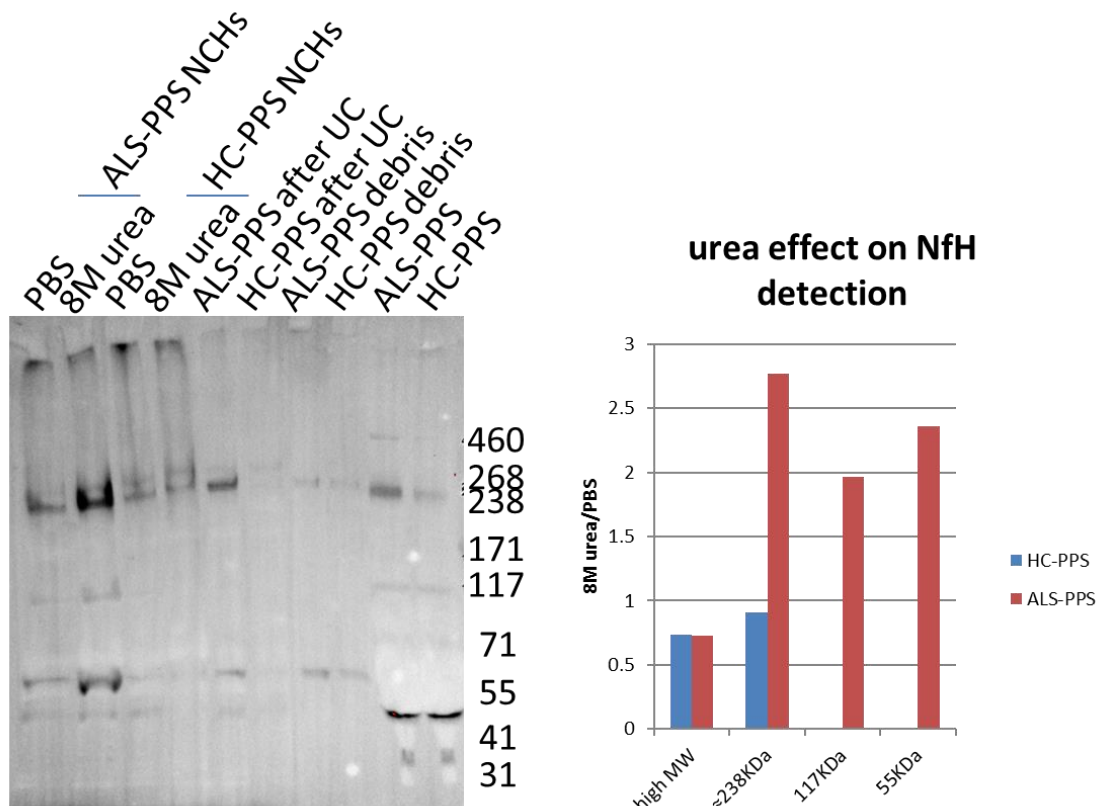 ALS-PPS NCHs
HC-PPS NCHs
PBS
8M urea
PBS
8M urea
ALS-PPS after UC
HC-PPS after UC
ALS-PPS debris
HC-PPS debris
ALS-PPS
HC-PPS
460
268
238
171
117
71
55
41
31
urea effect on NfH
detection
8M urea/PBS
3
2.5
2
1.5
1
0.5
0
high MW
≈238KDa
117KDa
55KDa
HC-PPS
ALS-PPS